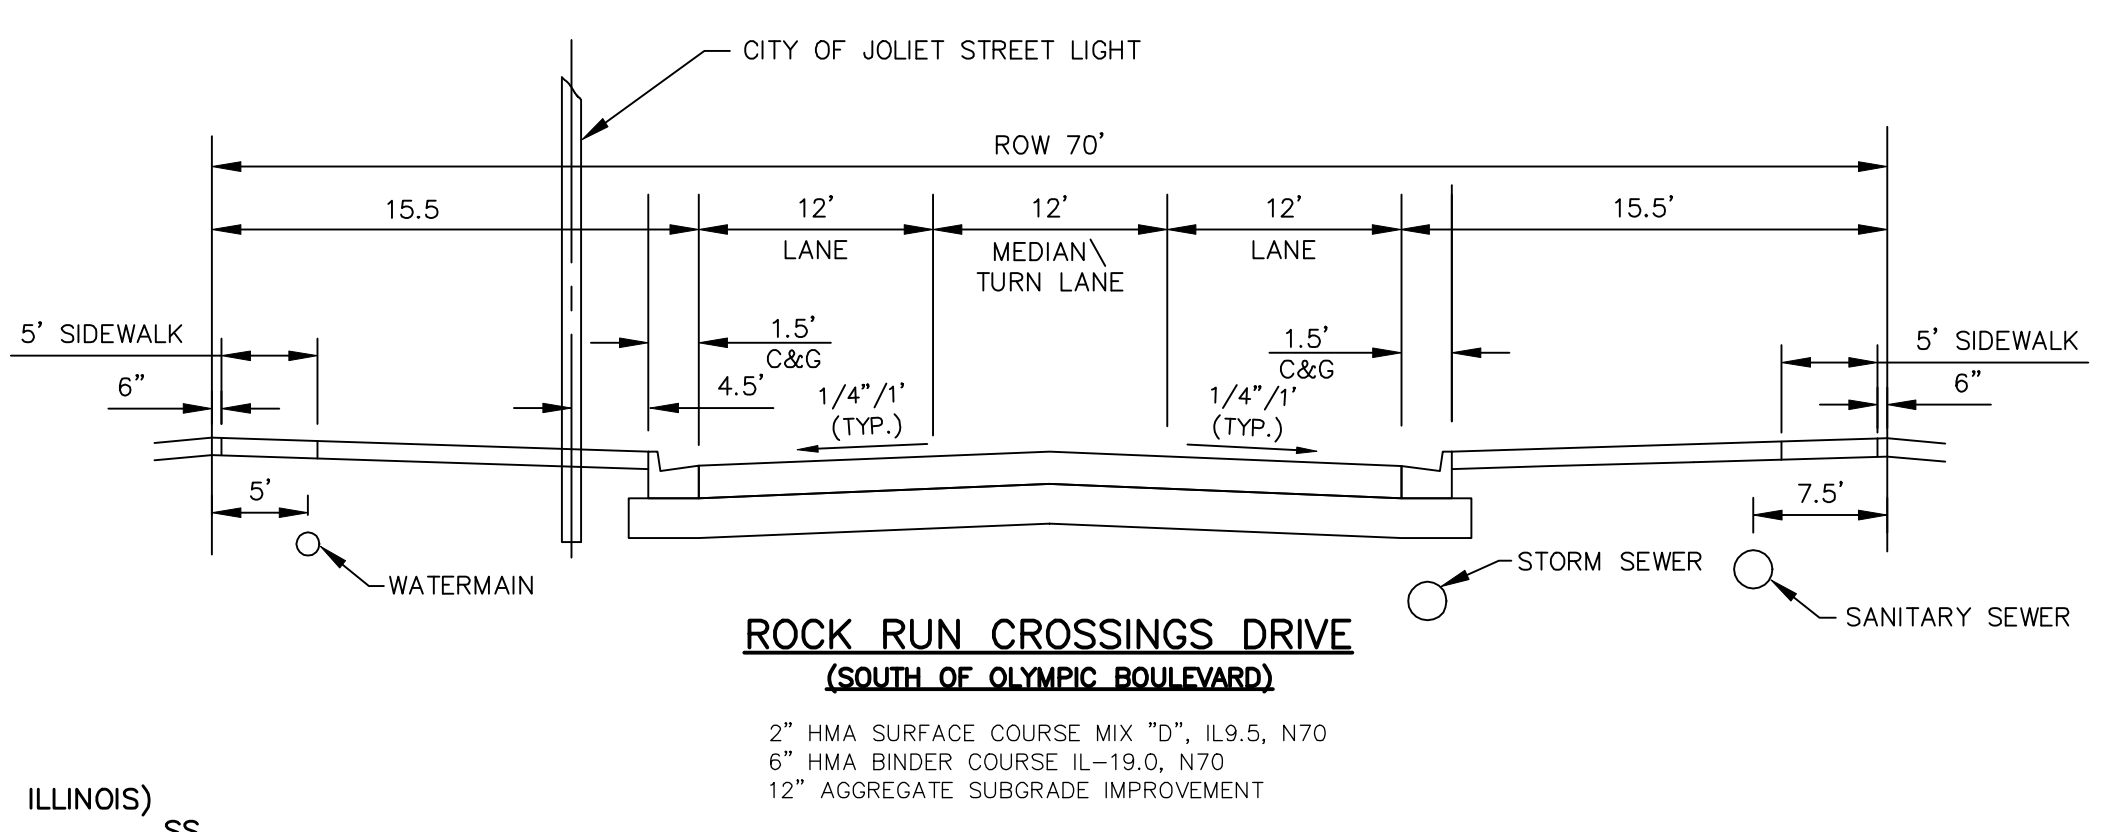 CITY OF JOLIET STREET LIGHT
ROW 70'
15.5
12'
LANE
12'
MEDIAN\
TURN LANE
12'
LANE
15.5'
5' SIDEWALK
1.5'
C&G
1.5'
C&G
5' SIDEWALK
6"
4.5'
1/4"/1'
(TYP.)
1/4"/1'
(TYP.)
6"
5'
7.5'
WATERMAIN
STORM SEWER
SANITARY SEWER
ROCK RUN CROSSINGS DRIVE
(SOUTH OF OLYMPIC BOULEVARD)
2" HMA SURFACE COURSE MIX "D", IL9.5, N70
6" HMA BINDER COURSE IL-19.0, N70
12" AGGREGATE SUBGRADE IMPROVEMENT
ILLINOIS)
SS